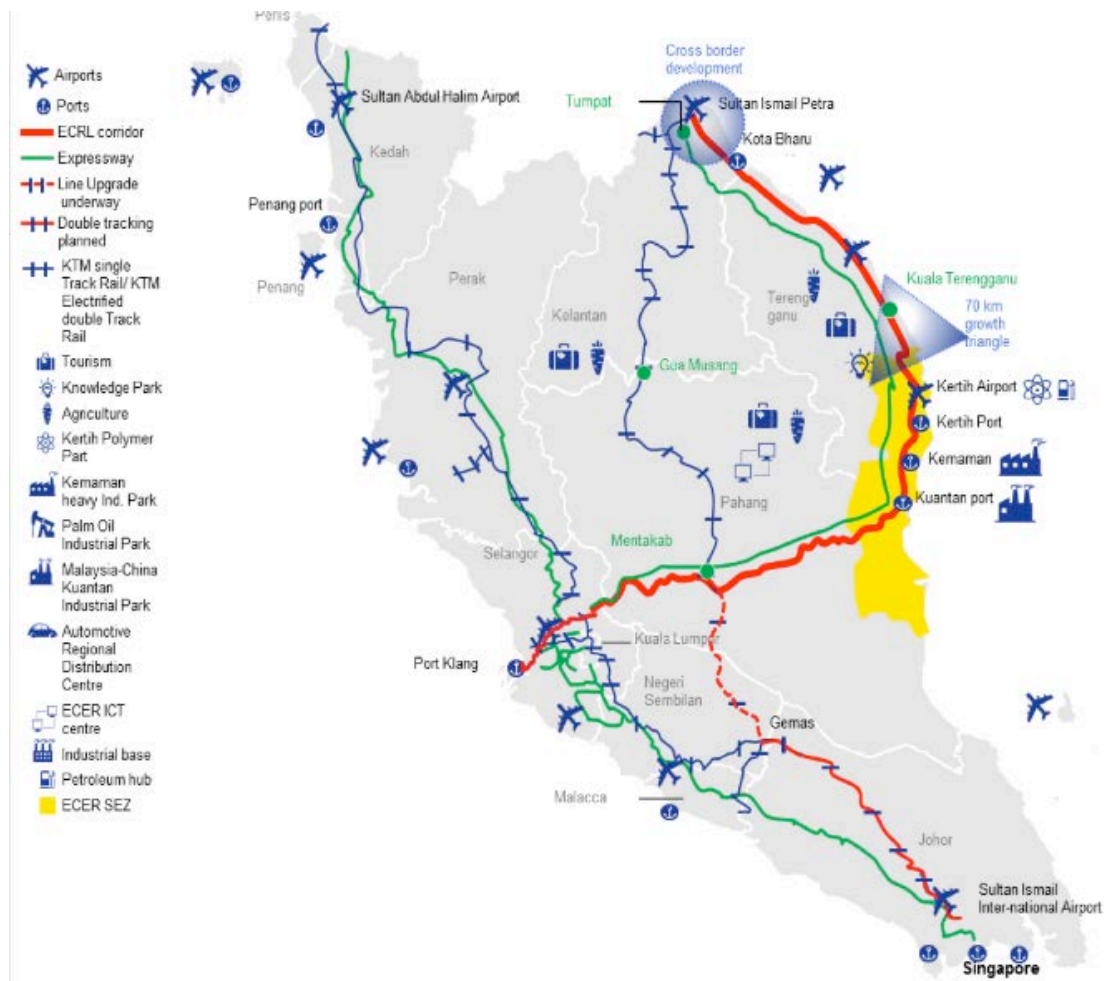 Perlis
Airports
Ports
ECRL corridor
Expressway
Line Upgrade
underway
Double tracking
planned
KTM single
Track Rail/ KTM
Electrified
double Track
Rail
Tourism
Knowledge Park
Agriculture
Kertih Polymer
Part
Kemaman
heavy Ind. Park
Palm Oil
Industrial Park
Malaysia-China
Kuantan
Industrial Park
Automotive
Regional
Distribution
Centre
ECER ICT
centre
Industrial base
Petroleum hub
ECER SEZ
Cross border
development
Tumpat
Sultan Ismail Petra
Kota Bharu
Sultan Abdul Halim Airport
Kedah
Penang port
Penang
Perak
Kelantan
Tereng
ganu
Kuala Terengganu
70 km
growth
triangle
Gua Musang
Kertih Airport
Kertih Port
Kemaman
Kuantan port
Pahang
Mentakab
Selangor
Kuala Lumpur
Port Klang
Negeri
Sembilan
Gemas
Malacca
Johor
Sultan Ismail
Inter-national Airport
Singapore